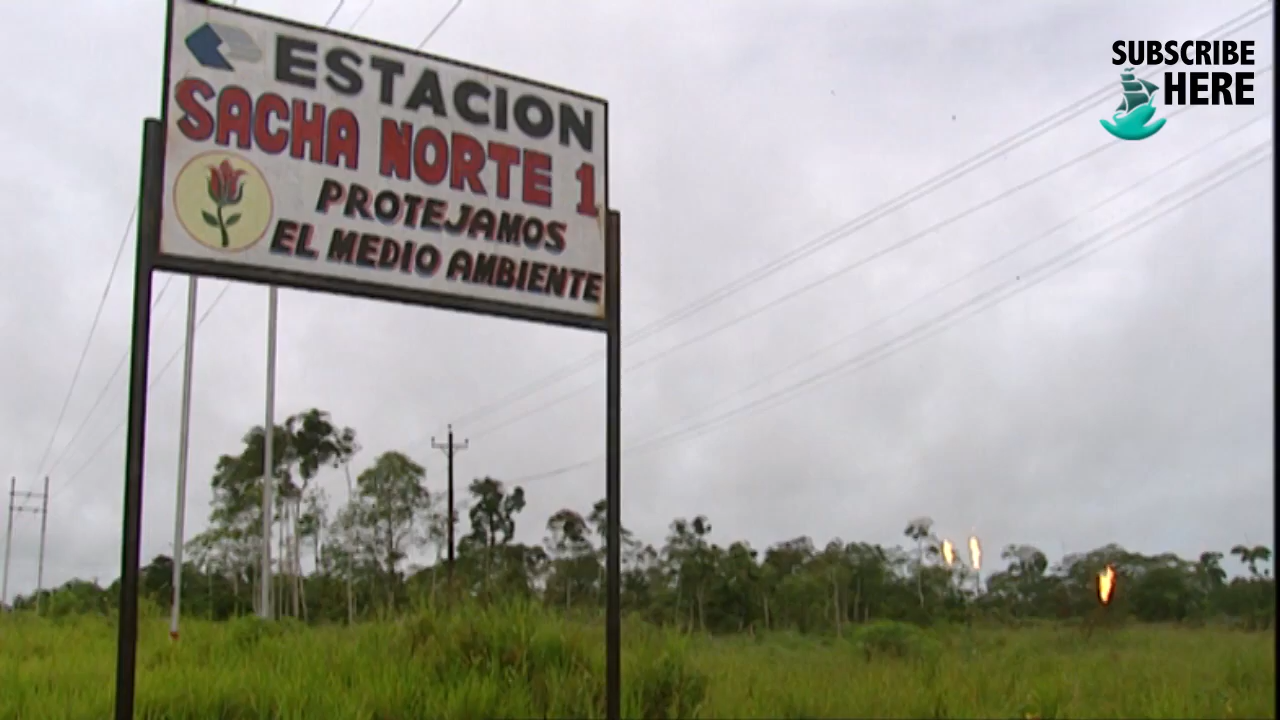 ESTACION
SACHA NORTE 1
PROTEJAMOS
EL MEDIO AMBIENTE
SUBSCRIBE
HERE